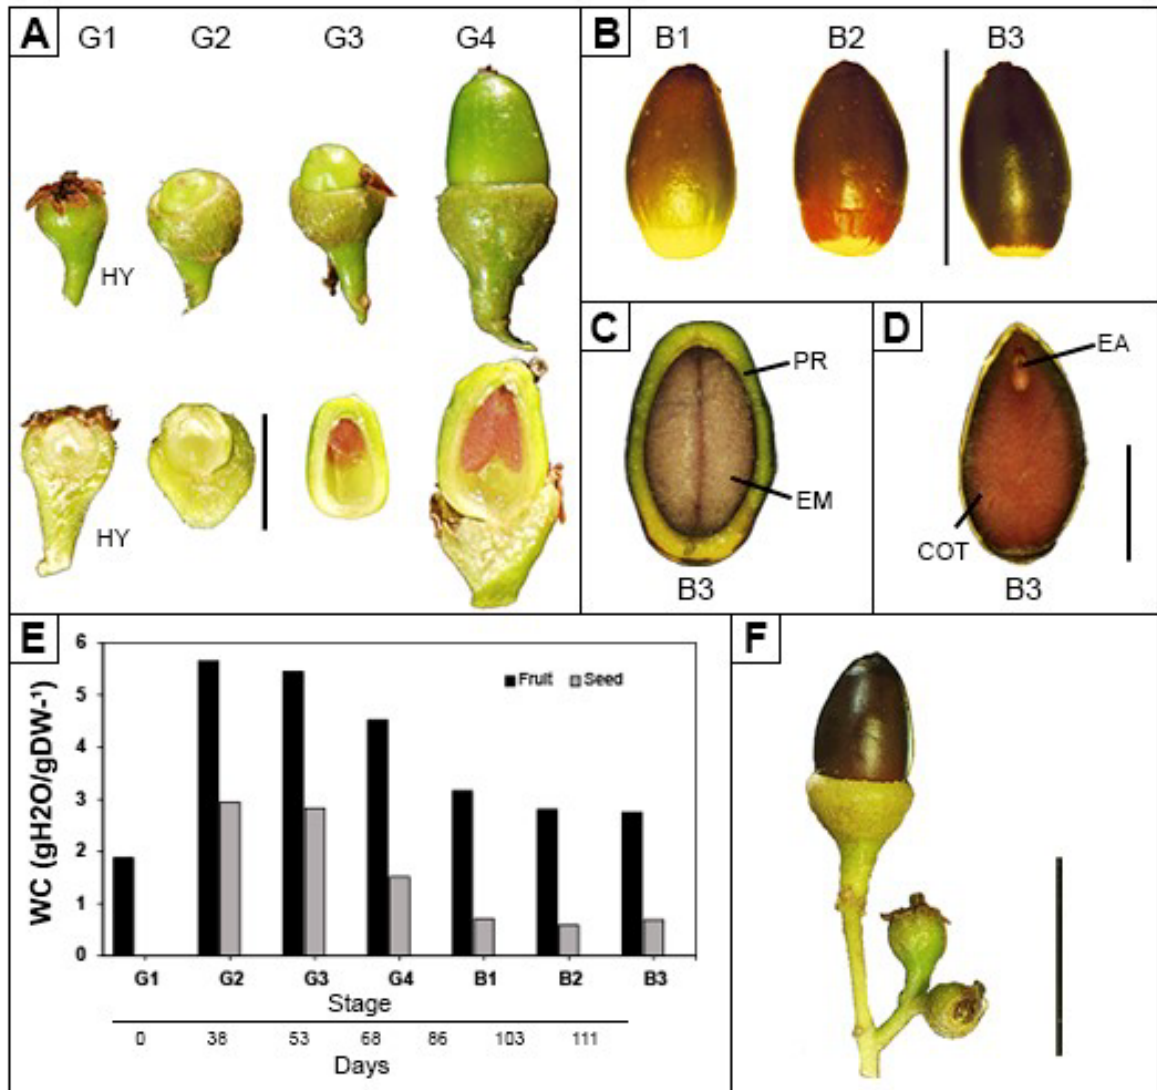 A
G1 G2 G3 G4
HY
HY
B
B1 B2 B3
C
PR
EM
B3
D
EA
COT
B3
E
WC (gH2O/gDW-¹)
6
5
4
3
2
1
0
Fruit Seed
G1 G2 G3 G4 B1 B2 B3
Stage
0 38 53 68 86 103 111
Days
F